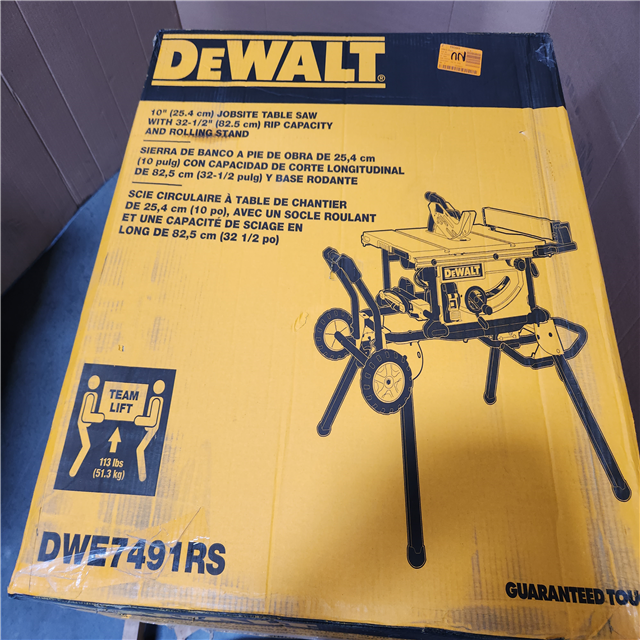 DEWALT®
NU
10" (25.4 cm) JOBSITE TABLE SAW
WITH 32-1/2" (82.5 cm) RIP CAPACITY
AND ROLLING STAND
SIERRA DE BANCO A PIE DE OBRA DE 25,4 cm
(10 pulg) CON CAPACIDAD DE CORTE LONGITUDINAL
DE 82,5 cm (32-1/2 pulg) Y BASE RODANTE
SCIE CIRCULAIRE À TABLE DE CHANTIER
DE 25,4 cm (10 po), AVEC UN SOCLE ROULANT
ET UNE CAPACITÉ DE SCIAGE EN
LONG DE 82,5 cm (32 1/2 po)
DEWALT
TEAM
LIFT
113 lbs
(51.3 kg)
DWE7491RS
GUARANTEED TOU